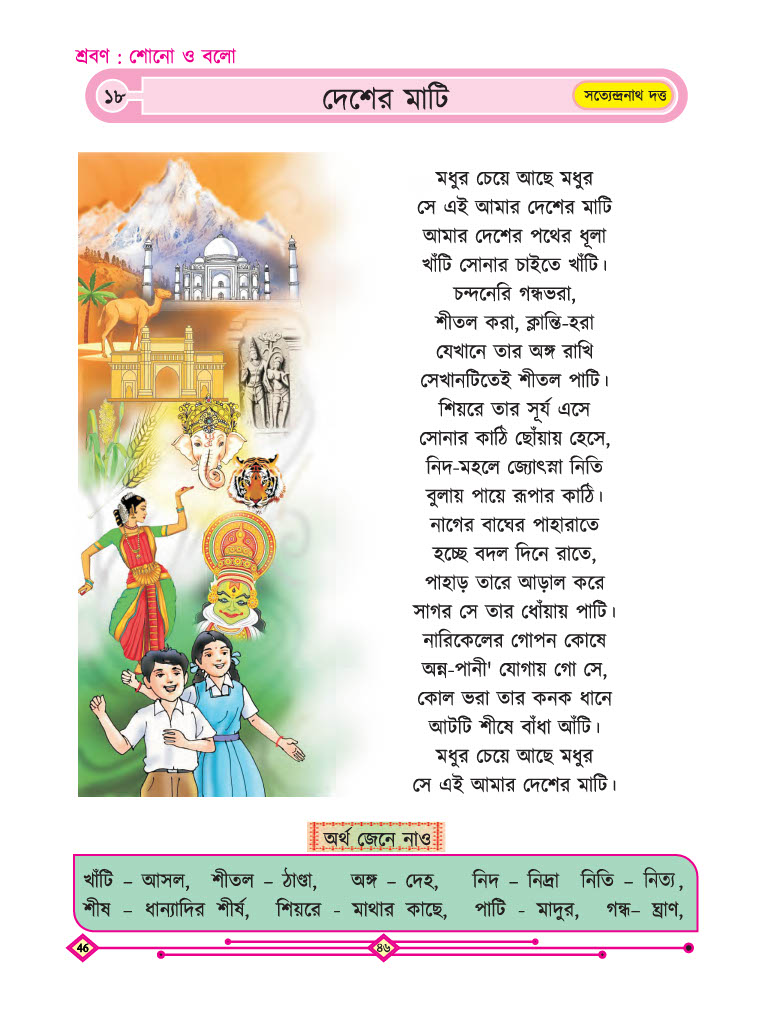 শ্রবণ : শোনো ও বলো
১৮
দেশের মাটি
সত্যেন্দ্রনাথ দত্ত
মধুর চেয়ে আছে মধুর
সে এই আমার দেশের মাটি
আমার দেশের পথের ধূলা
খাঁটি সোনার চাইতে খাঁটি।
চন্দনেরি গন্ধভরা,
শীতল করা, ক্লান্তি-হরা
যেখানে তার অঙ্গ রাখি
সেখানটিতেই শীতল পাটি।
শিয়রে তার সূর্য এসে
সোনার কাঠি ছোঁয়ায় হেসে,
নিদ-মহলে জ্যোৎস্না নিতি
বুলায় পায়ে রূপার কাঠি।
নাগের বাঘের পাহারাতে
হচ্ছে বদল দিনে রাতে,
পাহাড় তারে আড়াল করে
সাগর সে তার ধোঁয়ায় পাটি।
নারিকেলের গোপন কোষে
অন্ন-পানী' যোগায় গো সে,
কোল ভরা তার কনক ধানে
আটটি শীষে বাঁধা আঁটি।
মধুর চেয়ে আছে মধুর
সে এই আমার দেশের মাটি।
অর্থ জেনে নাও
খাঁটি – আসল, শীতল – ঠাণ্ডা, অঙ্গ – দেহ, নিদ – নিদ্রা নিতি – নিত্য,
শীষ – ধান্যাদির শীর্ষ, শিয়রে - মাথার কাছে, পাটি - মাদুর, গন্ধ– ঘ্রাণ,
46
৪৬